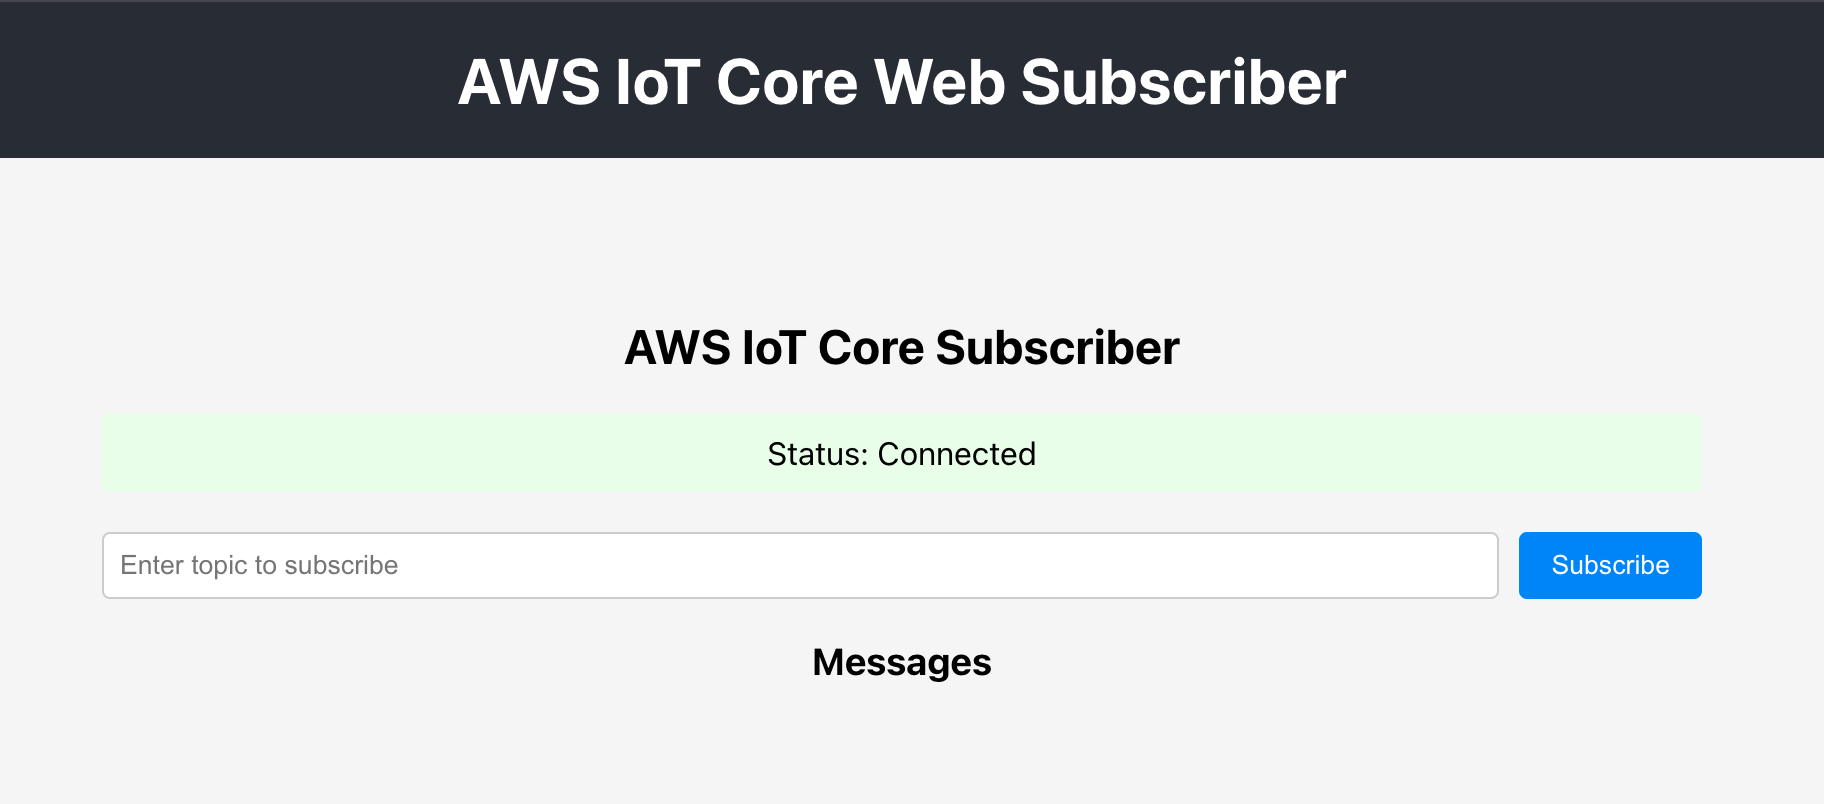 AWS IoT Core Web Subscriber
AWS IoT Core Subscriber
Status: Connected
Enter topic to subscribe
Subscribe
Messages